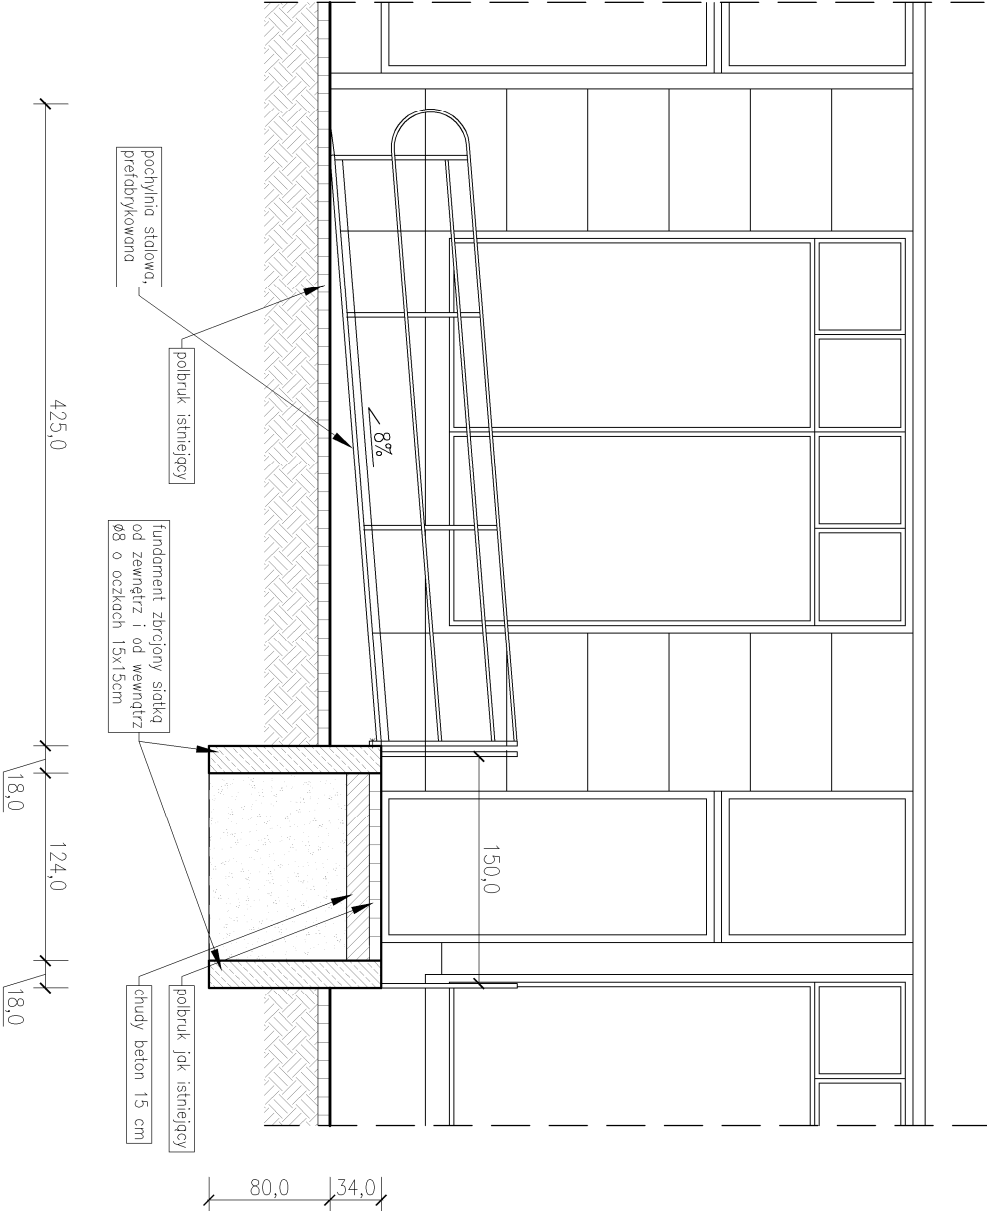 pochylnia stalowa,
prefabrykowana
polbruk istniejący
8%
fundament zbrojony siatką
od zewnętrz i od wewnątrz
ø8 o oczkach 15x15cm
150,0
polbruk jak istniejący
chudy beton 15 cm
425,0
18,0
124,0
18,0
80,0
34,0